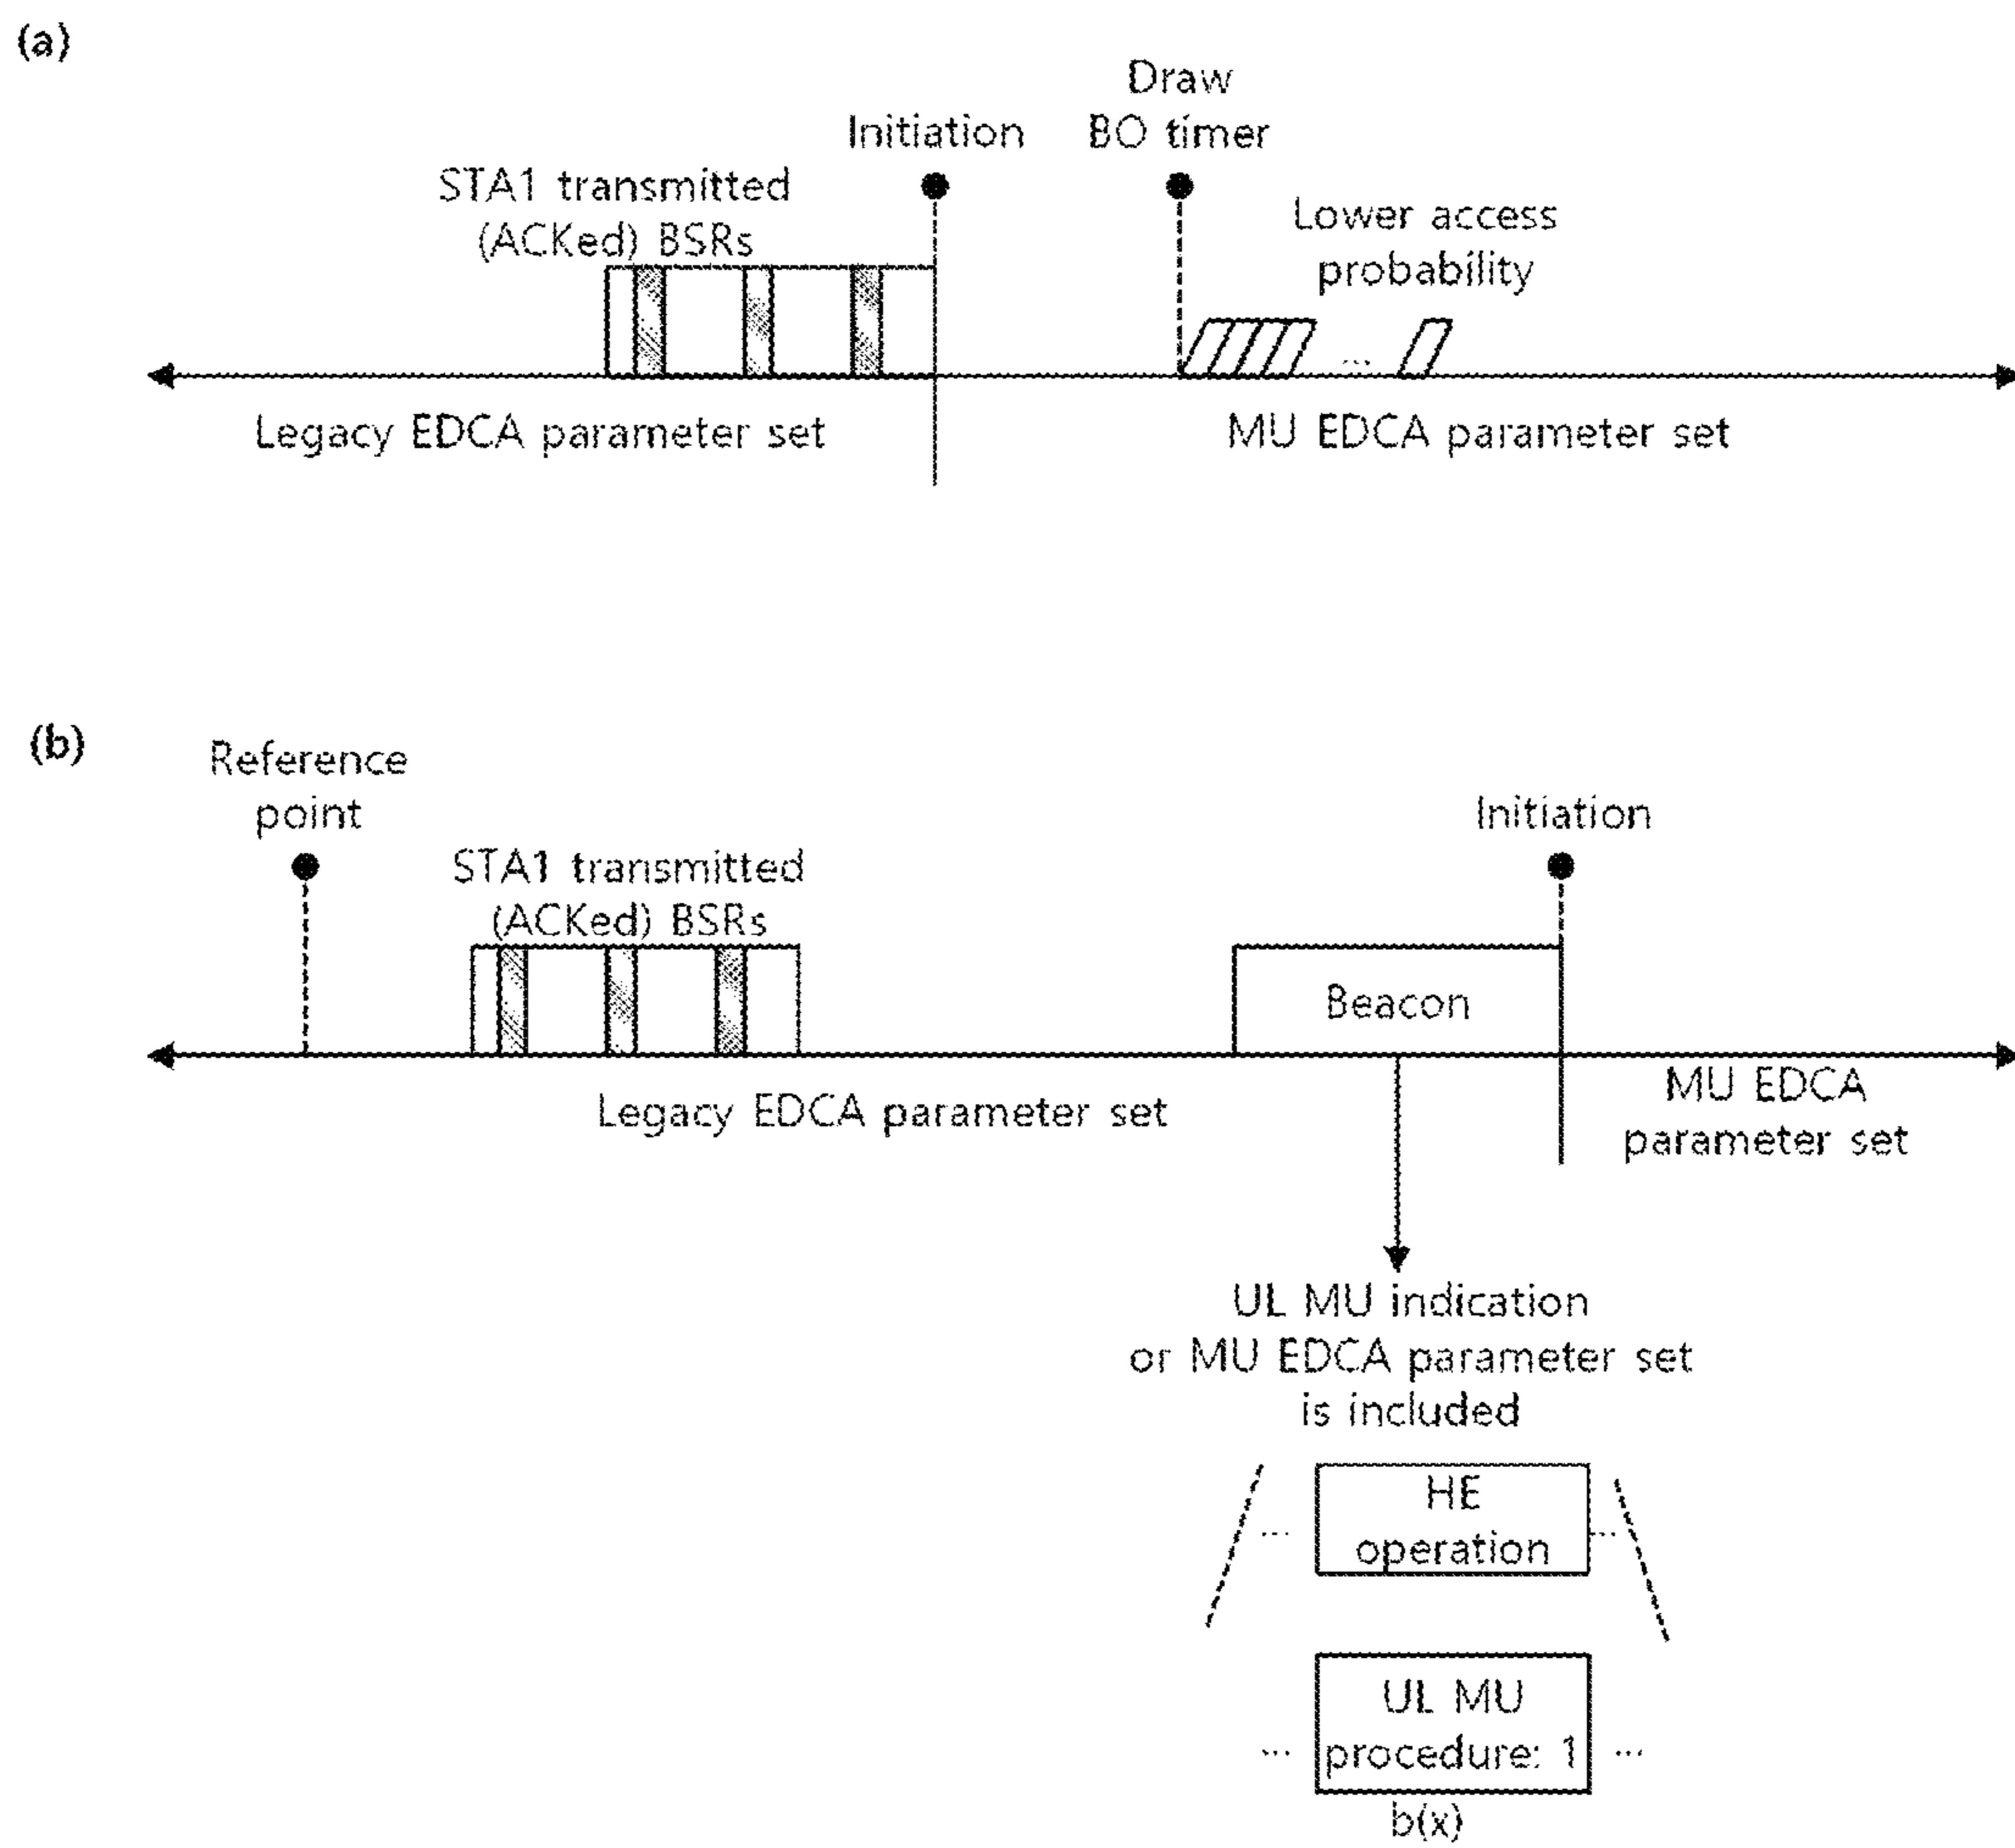 (a)
Draw
BO timer
Initiation
STA1 transmitted
(ACKed) BSRs
Lower access
probability
...
Legacy EDCA parameter set
MU EDCA parameter set
(b)
Reference
point
Initiation
STA1 transmitted
(ACKed) BSRs
Beacon
Legacy EDCA parameter set
MU EDCA
parameter set
UL MU indication
or MU EDCA parameter set
is included
HE
... operation ...
UL MU
... procedure: 1 ...
b(x)